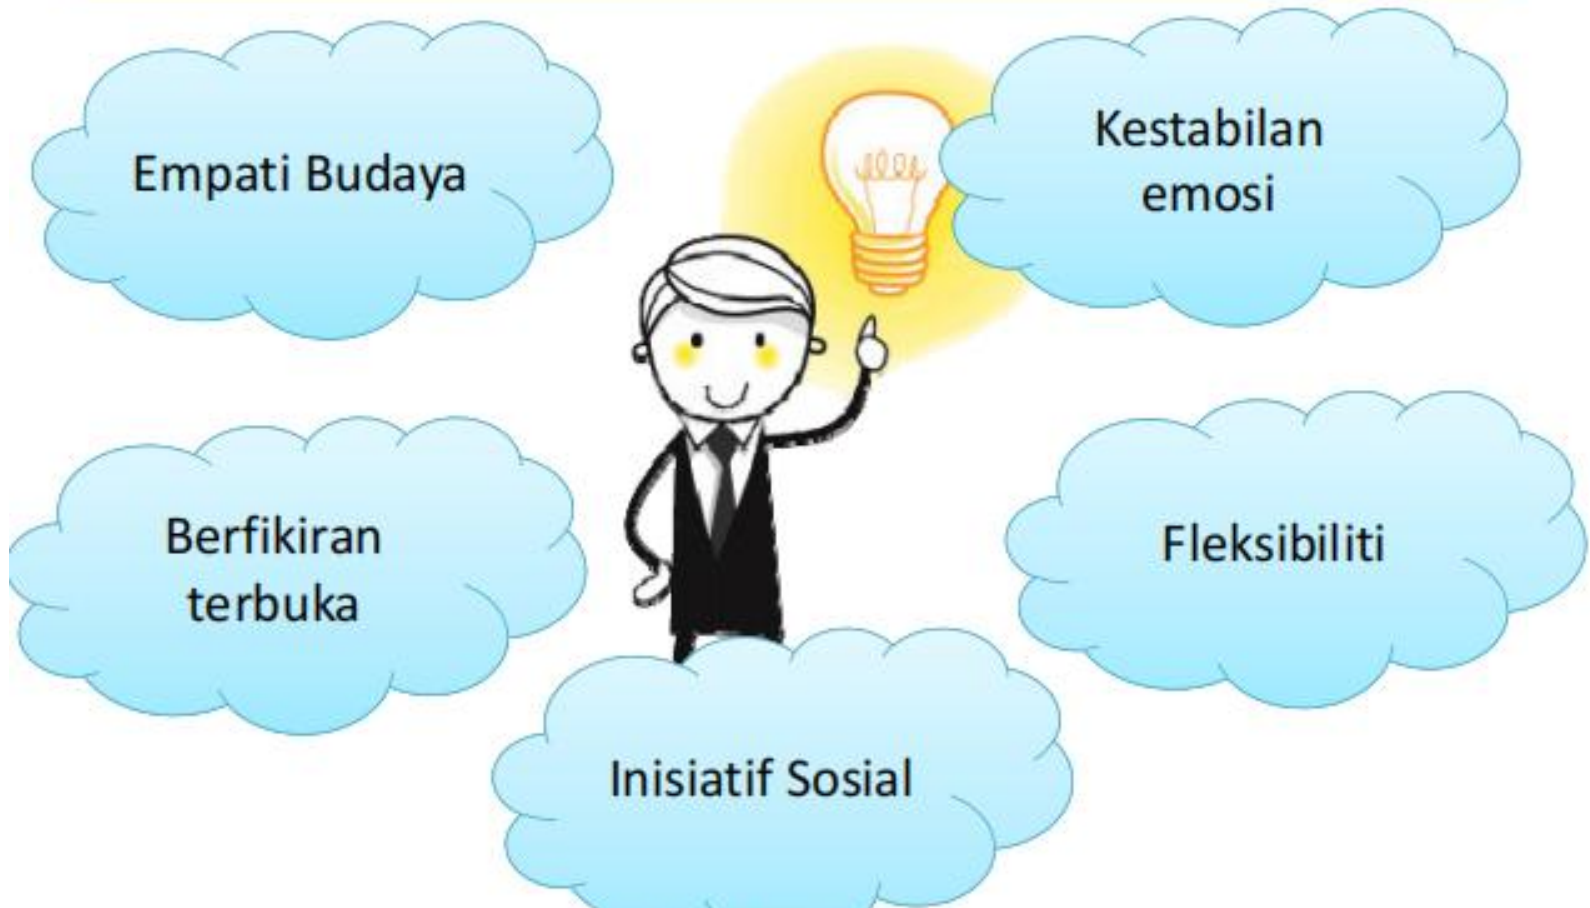 Empati Budaya
Kestabilan
emosi
Berfikiran
terbuka
Fleksibiliti
Inisiatif Sosial